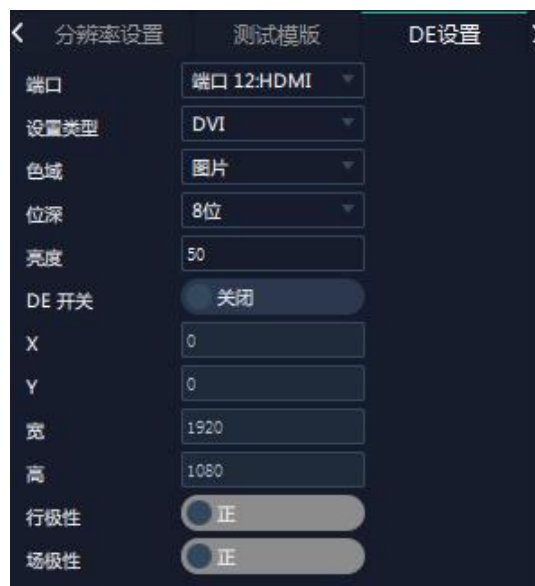 分辨率设置 测试模版 DE设置
端口 端口 12:HDMI
设置类型 DVI
色域 图片
位深 8位
亮度 50
DE 开关 关闭
X 0
Y 0
宽 1920
高 1080
行极性 正
场极性 正